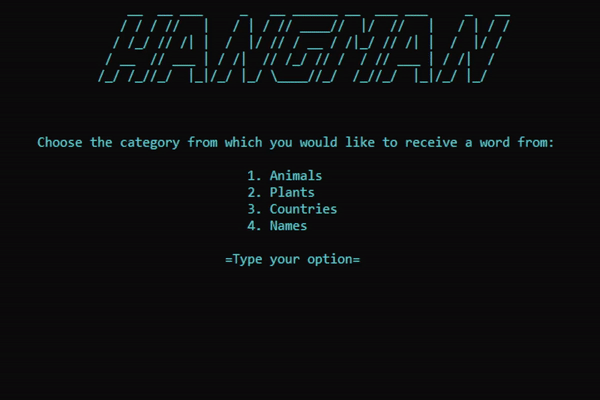 HANGMAN
Choose the category from which you would like to receive a word from:
1. Animals
2. Plants
3. Countries
4. Names
=Type your option=